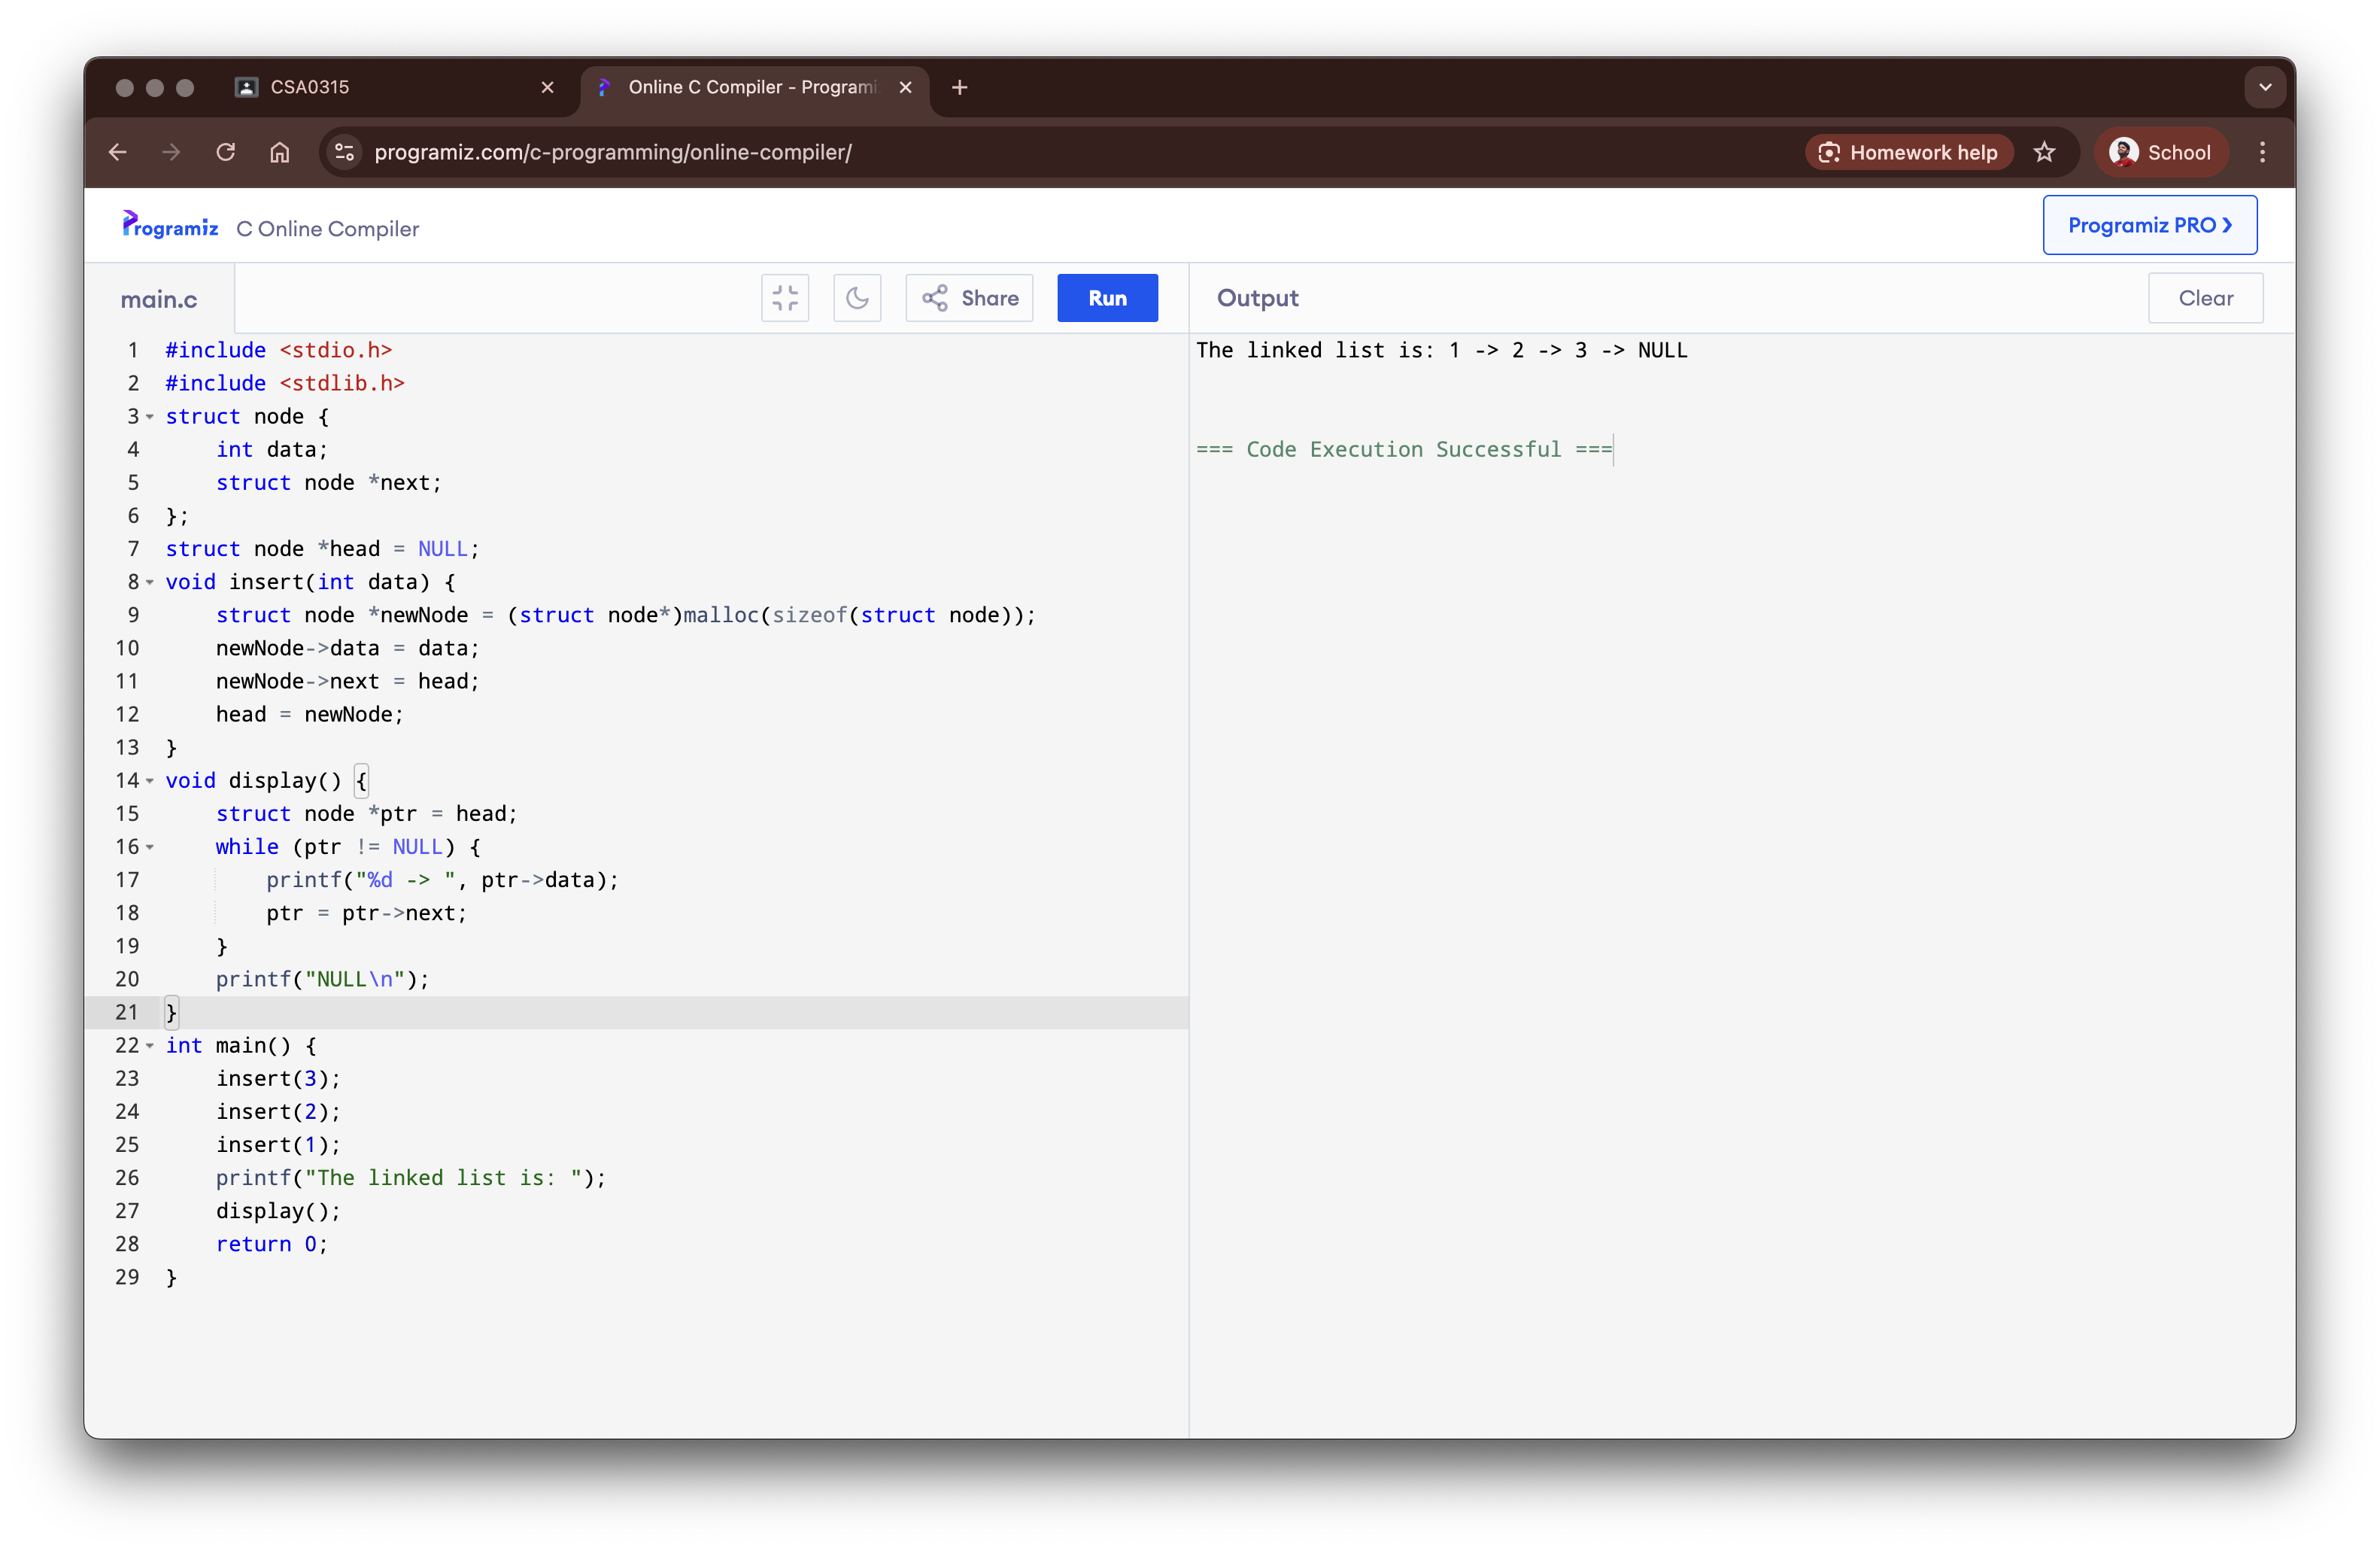 CSA0315
Online C Compiler - Programi
programiz.com/c-programming/online-compiler/
Homework help
School
Programiz C Online Compiler
Programiz PRO
main.c
Share
Run
Output
Clear
1 #include <stdio.h>
2 #include <stdlib.h>
3 struct node {
4     int data;
5     struct node *next;
6 };
7 struct node *head = NULL;
8 void insert(int data) {
9     struct node *newNode = (struct node*)malloc(sizeof(struct node));
10     newNode->data = data;
11     newNode->next = head;
12     head = newNode;
13 }
14 void display() {
15     struct node *ptr = head;
16     while (ptr != NULL) {
17         printf("%d -> ", ptr->data);
18         ptr = ptr->next;
19     }
20     printf("NULL\n");
21 }
22 int main() {
23     insert(3);
24     insert(2);
25     insert(1);
26     printf("The linked list is: ");
27     display();
28     return 0;
29 }
The linked list is: 1 -> 2 -> 3 -> NULL
=== Code Execution Successful ===